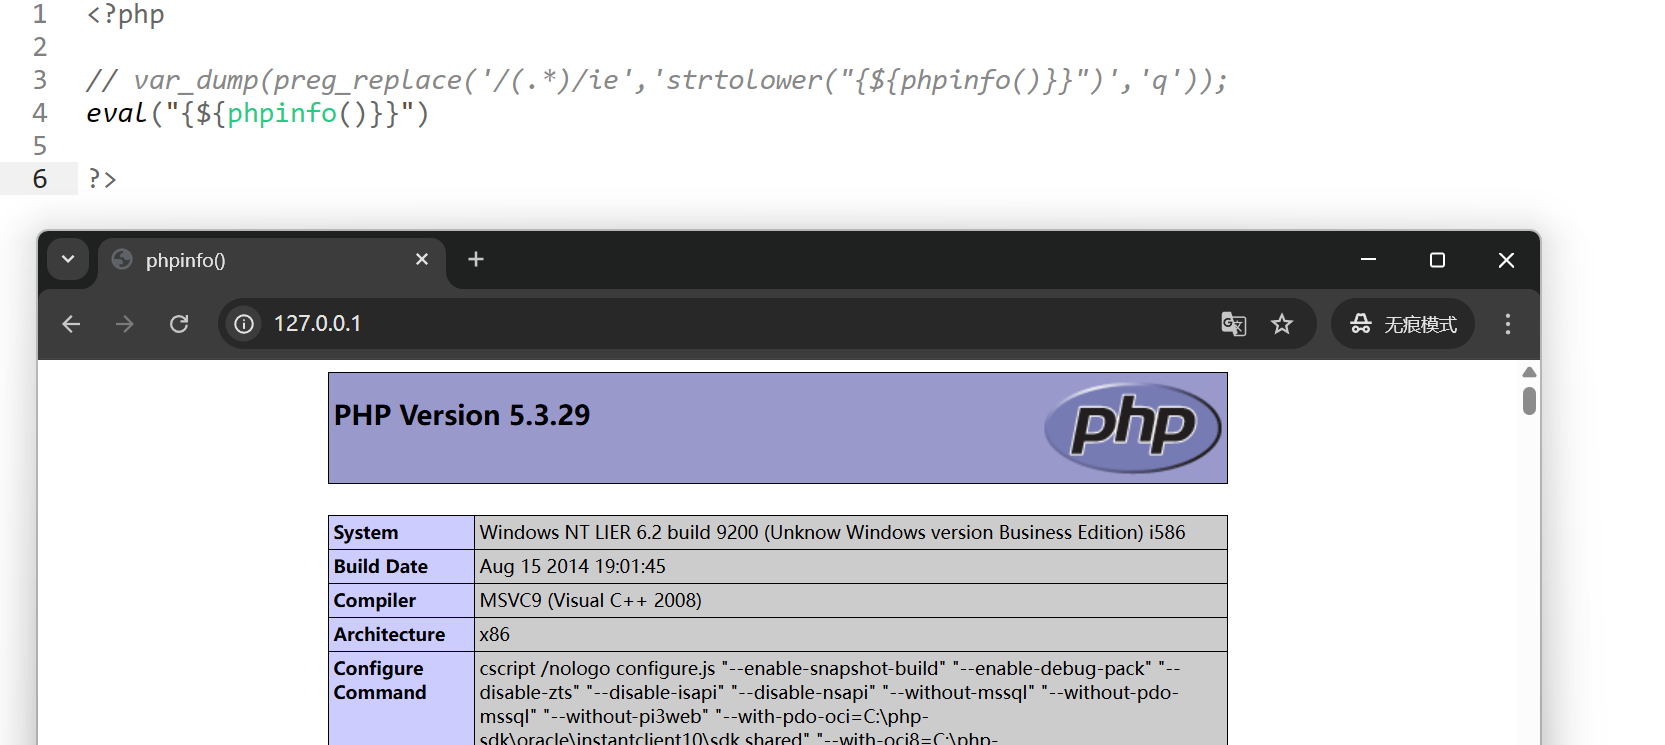 1 <?php
2
3 // var_dump(preg_replace('/(.*)/ie','strtolower("{${phpinfo()}}")','q'));
4 eval("{${phpinfo()}}")
5
6 ?>
phpinfo()
127.0.0.1
无痕模式
PHP Version 5.3.29
php
System Windows NT LIER 6.2 build 9200 (Unknow Windows version Business Edition) i586
Build Date Aug 15 2014 19:01:45
Compiler MSVC9 (Visual C++ 2008)
Architecture x86
Configure Command cscript /nologo configure.js "--enable-snapshot-build" "--enable-debug-pack" "--
disable-zts" "--disable-isapi" "--disable-nsapi" "--without-mssql" "--without-pdo-
mssql" "--without-pi3web" "--with-pdo-oci=C:\php-
sdk\oracle\instantclient10\sdk,shared" "--with-oci8=C:\php-